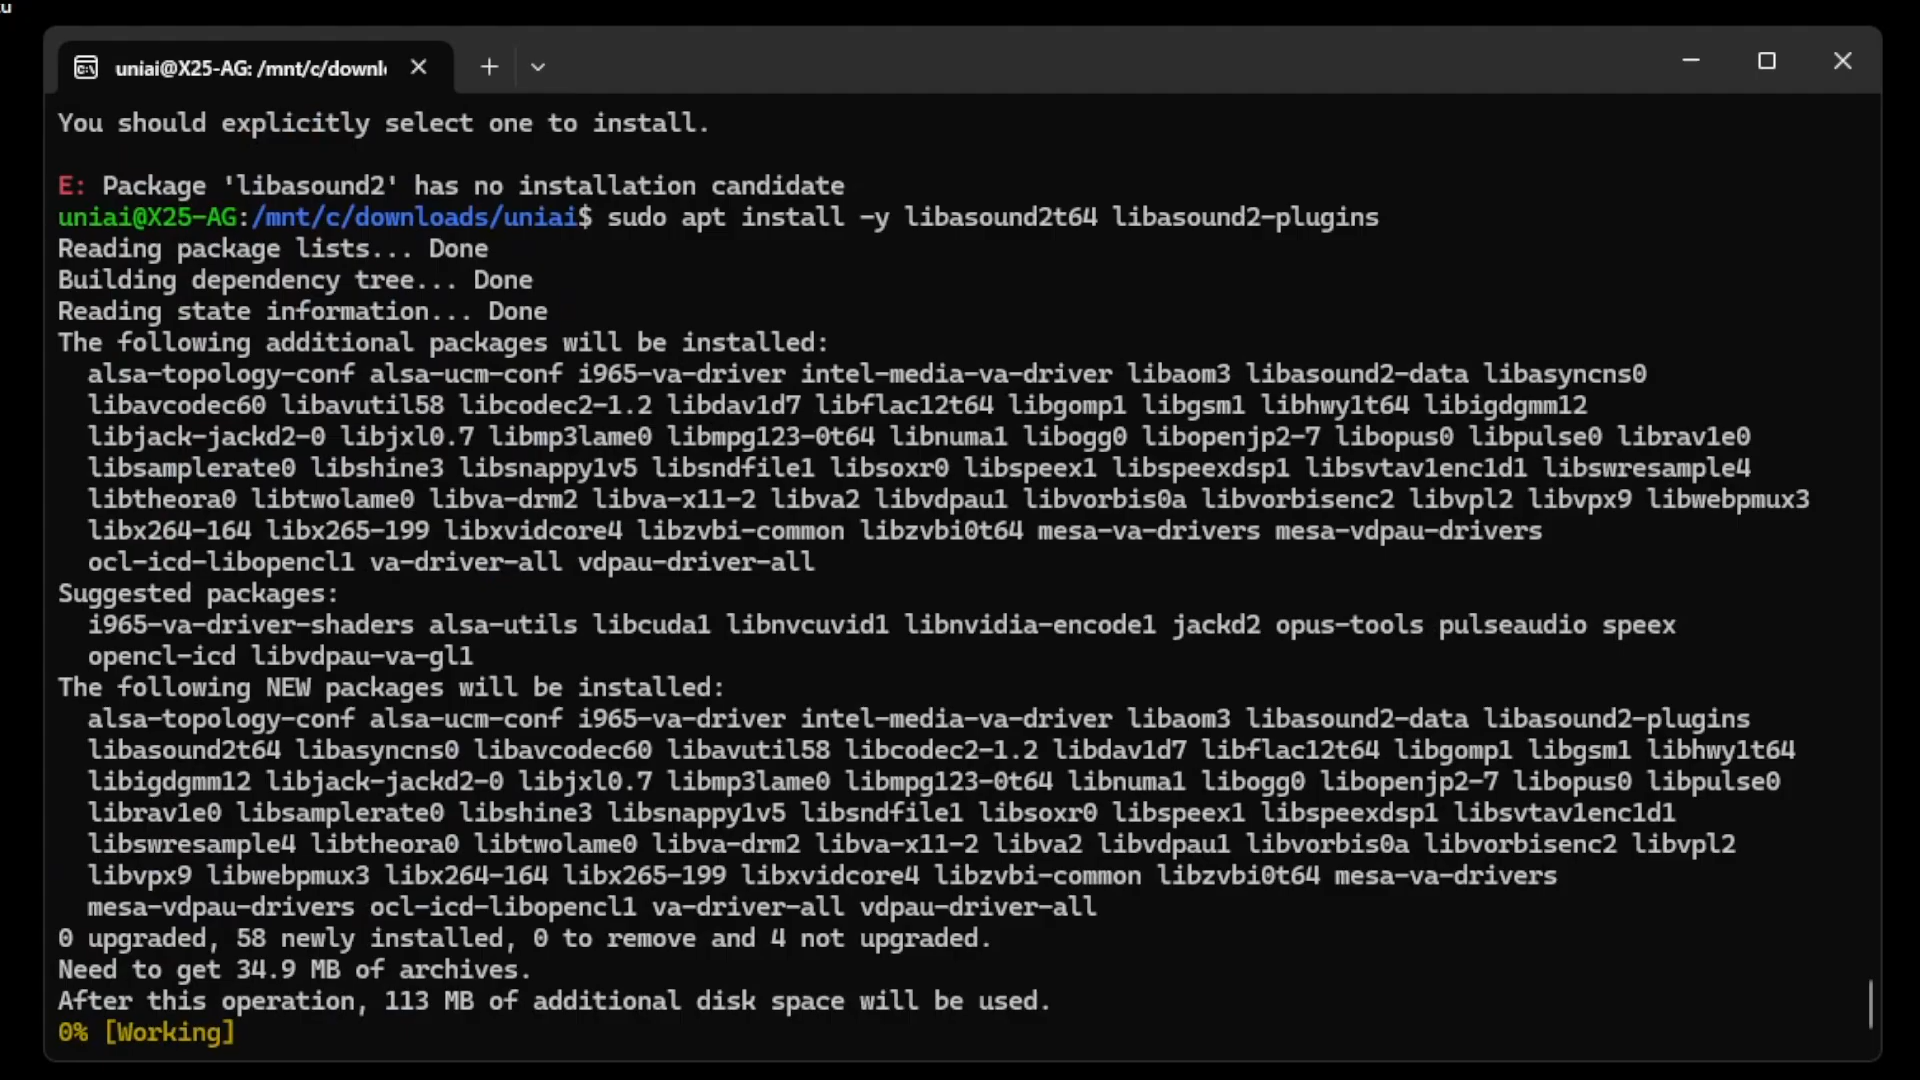 uniai@X25-AG: /mnt/c/downl
You should explicitly select one to install.
E: Package 'libasound2' has no installation candidate
uniai@X25-AG:/mnt/c/downloads/uniai$ sudo apt install -y libasound2t64 libasound2-plugins
Reading package lists... Done
Building dependency tree... Done
Reading state information... Done
The following additional packages will be installed:
alsa-topology-conf alsa-ucm-conf i965-va-driver intel-media-va-driver libaom3 libasound2-data libasyncns0
libavcodec60 libavutil58 libcodec2-1.2 libdav1d7 libflac12t64 libgomp1 libgsm1 libhwy1t64 libigdgmm12
libjack-jackd2-0 libjxl0.7 libmp3lame0 libmpg123-0t64 libnuma1 libogg0 libopenjp2-7 libopus0 libpulse0 librav1e0
libsamplerate0 libshine3 libsnappy1v5 libsndfile1 libsoxr0 libspeex1 libspeexdsp1 libsvtav1enc1d1 libswresample4
libtheora0 libtwolame0 libva-drm2 libva-x11-2 libva2 libvdpau1 libvorbis0a libvorbisenc2 libvpl2 libvpx9 libwebpmux3
libx264-164 libx265-199 libxvidcore4 libzvbi-common libzvbi0t64 mesa-va-drivers mesa-vdpau-drivers
ocl-icd-libopencl1 va-driver-all vdpau-driver-all
Suggested packages:
i965-va-driver-shaders alsa-utils libcuda1 libnvcuvid1 libnvidia-encode1 jackd2 opus-tools pulseaudio speex
opencl-icd libvdpau-va-gl1
The following NEW packages will be installed:
alsa-topology-conf alsa-ucm-conf i965-va-driver intel-media-va-driver libaom3 libasound2-data libasound2-plugins
libasound2t64 libasyncns0 libavcodec60 libavutil58 libcodec2-1.2 libdav1d7 libflac12t64 libgomp1 libgsm1 libhwy1t64
libigdgmm12 libjack-jackd2-0 libjxl0.7 libmp3lame0 libmpg123-0t64 libnuma1 libogg0 libopenjp2-7 libopus0 libpulse0
librav1e0 libsamplerate0 libshine3 libsnappy1v5 libsndfile1 libsoxr0 libspeex1 libspeexdsp1 libsvtav1enc1d1
libswresample4 libtheora0 libtwolame0 libva-drm2 libva-x11-2 libva2 libvdpau1 libvorbis0a libvorbisenc2 libvpl2
libvpx9 libwebpmux3 libx264-164 libx265-199 libxvidcore4 libzvbi-common libzvbi0t64 mesa-va-drivers
mesa-vdpau-drivers ocl-icd-libopencl1 va-driver-all vdpau-driver-all
0 upgraded, 58 newly installed, 0 to remove and 4 not upgraded.
Need to get 34.9 MB of archives.
After this operation, 113 MB of additional disk space will be used.
0% [Working]